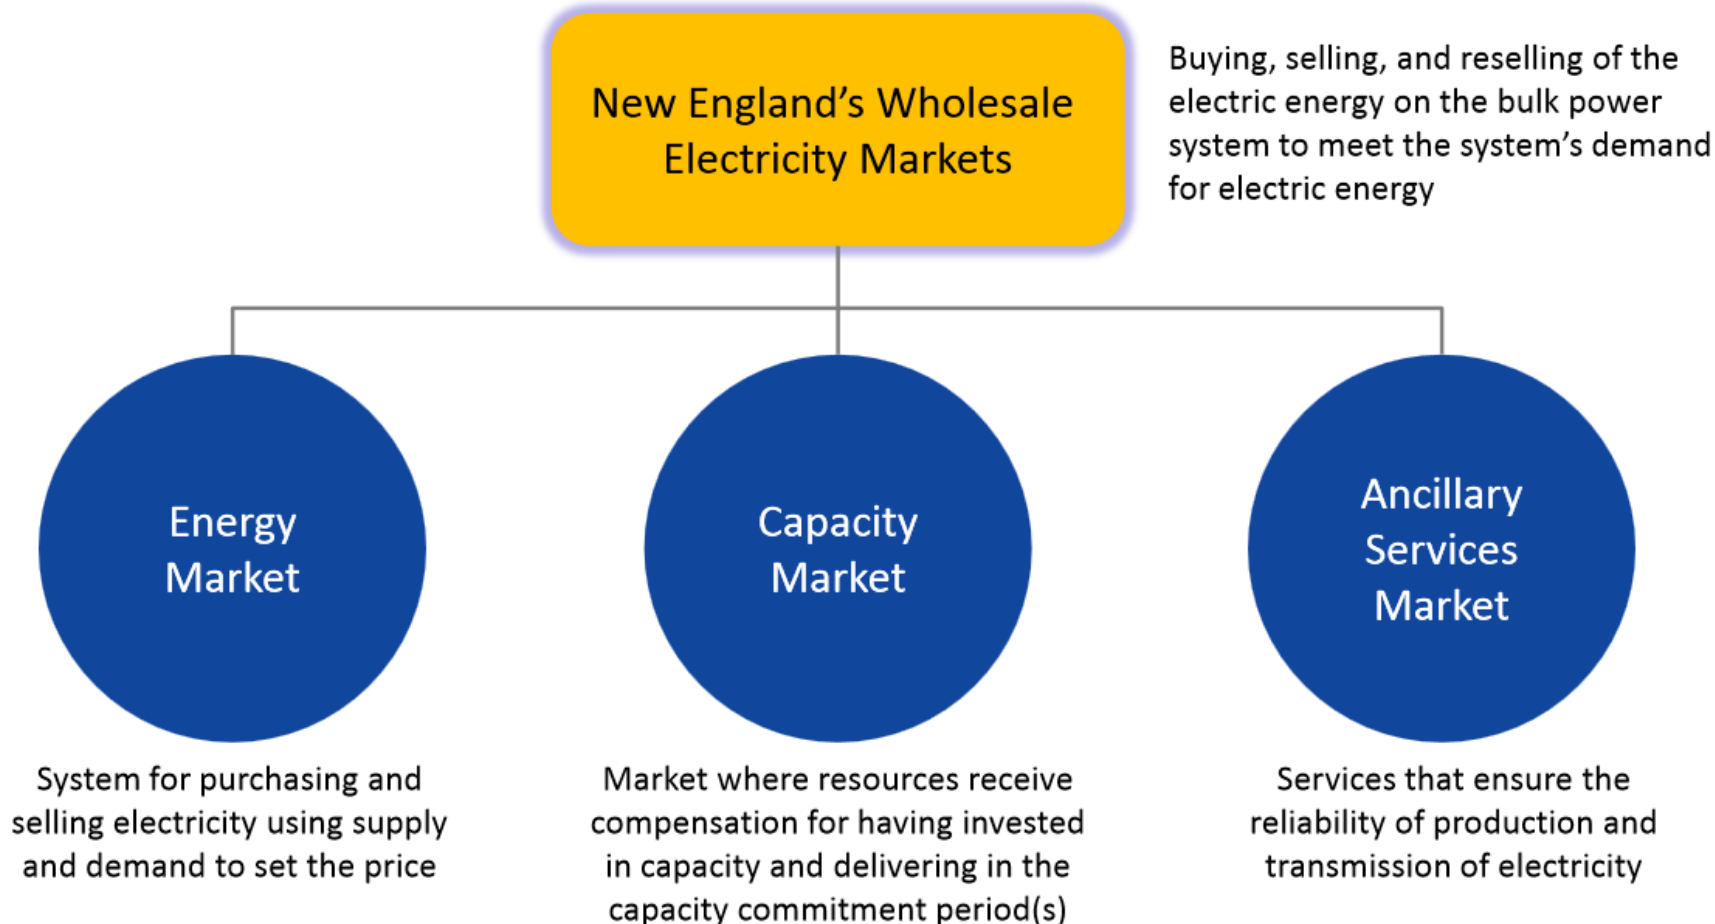 New England’s Wholesale
Electricity Markets
Buying, selling, and reselling of the
electric energy on the bulk power
system to meet the system’s demand
for electric energy
Energy
Market
System for purchasing and
selling electricity using supply
and demand to set the price
Capacity
Market
Market where resources receive
compensation for having invested
in capacity and delivering in the
capacity commitment period(s)
Ancillary
Services
Market
Services that ensure the
reliability of production and
transmission of electricity